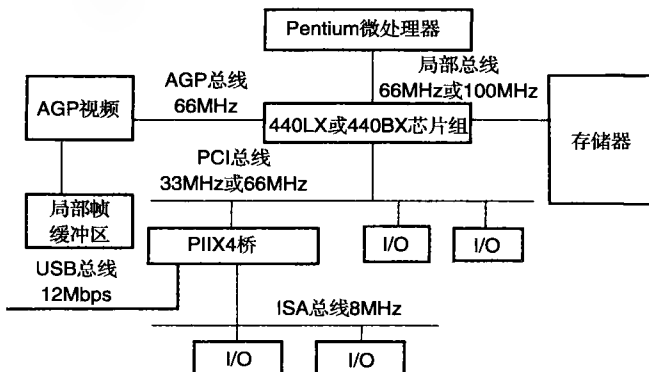 Pentium微处理器
AGP总线
66MHz
局部总线
66MHz或100MHz
AGP视频
440LX或440BX芯片组
存储器
PCI总线
33MHz或66MHz
局部帧
缓冲区
PIIX4桥
I/O
I/O
USB总线
12Mbps
ISA总线8MHz
I/O
I/O